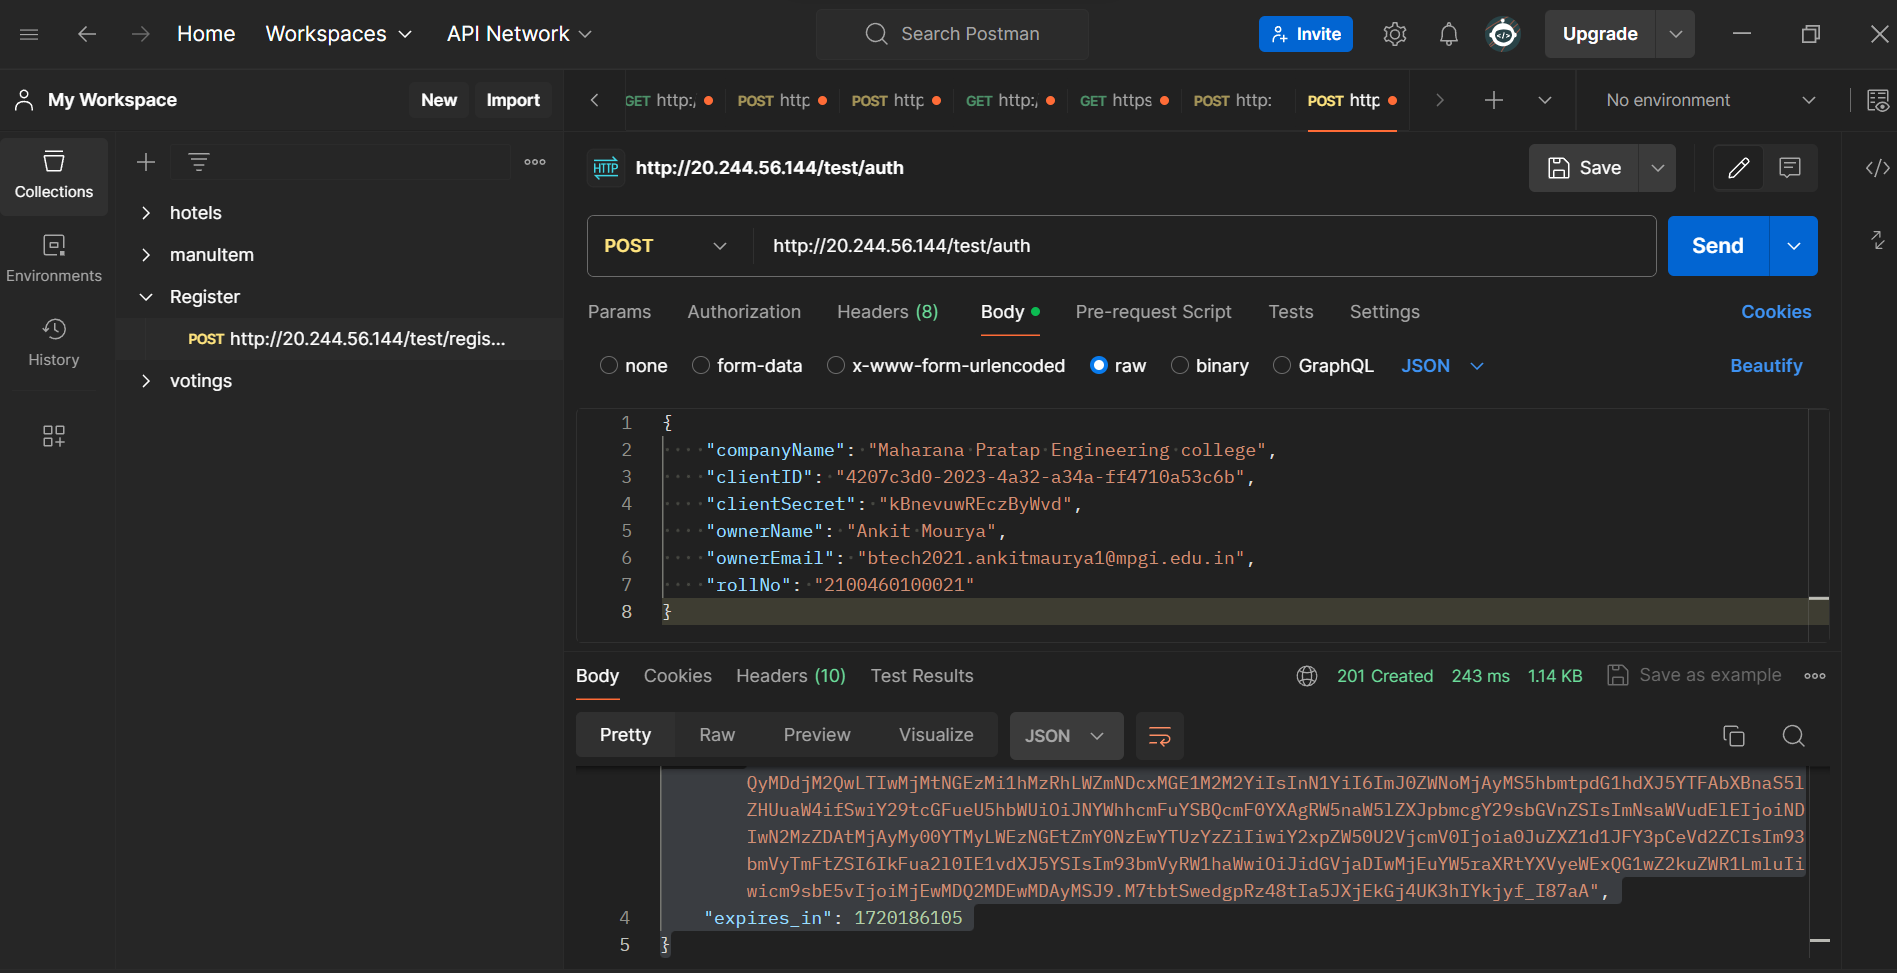 Home Workspaces API Network Search Postman Invite Upgrade
My Workspace New Import GET http:/ POST http POST http GET http:/ GET https POST http: POST http No environment
Collections
Environments
History
hotels
manuItem
Register
POST http://20.244.56.144/test/regis...
votings
HTTP http://20.244.56.144/test/auth Save
POST http://20.244.56.144/test/auth Send
Params Authorization Headers (8) Body Pre-request Script Tests Settings Cookies
none form-data x-www-form-urlencoded raw binary GraphQL JSON Beautify
1 {
2 "companyName": "Maharana Pratap Engineering college",
3 "clientID": "4207c3d0-2023-4a32-a34a-ff4710a53c6b",
4 "clientSecret": "kBnevuwREczByWvd",
5 "ownerName": "Ankit Mourya",
6 "ownerEmail": "btech2021.ankitmaurya1@mpgi.edu.in",
7 "rollNo": "2100460100021"
8 }
Body Cookies Headers (10) Test Results 201 Created 243 ms 1.14 KB Save as example
Pretty Raw Preview Visualize JSON
QyMDdjM2QwLTIwMjMtNGEzMi1hMzRhLWZmNDcxMGE1M2M2YiIsInN1YiI6ImJ0ZWNoMjAyMS5hbmtpdG1hdXJ5YTFAbXBnaS5l
ZHUuaW4ifSwiY29tcGFueU5hbWUiOiJNYWhhcmFuYSBQcmF0YXAgRW5naW5lZXJpbmcgY29sbGVnZSIsImNsaWVudElEIjoiND
IwN2MzZDAtMjAyMy00YTMyLWEzNGEtZmY0NzEwYTUzYzZiIiwiY2xpZW50U2VjcmV0Ijoia0JuZXZ1d1JFY3pCeVd2ZCIsIm93
bmVyTmFtZSI6IkFua2l0IE1vdXJ5YSIsIm93bmVyRW1haWwiOiJidGVjaDIwMjEuYW5raXRtYXVyeWExQG1wZ2kuZWR1LmluIi
wicm9sbE5vIjoiMjEwMDQ2MDEwMDAyMSJ9.M7tbtSwedgpRz48tIa5JXjEkGj4UK3hIYkjyf_I87aA",
4 "expires_in": 1720186105
5 }